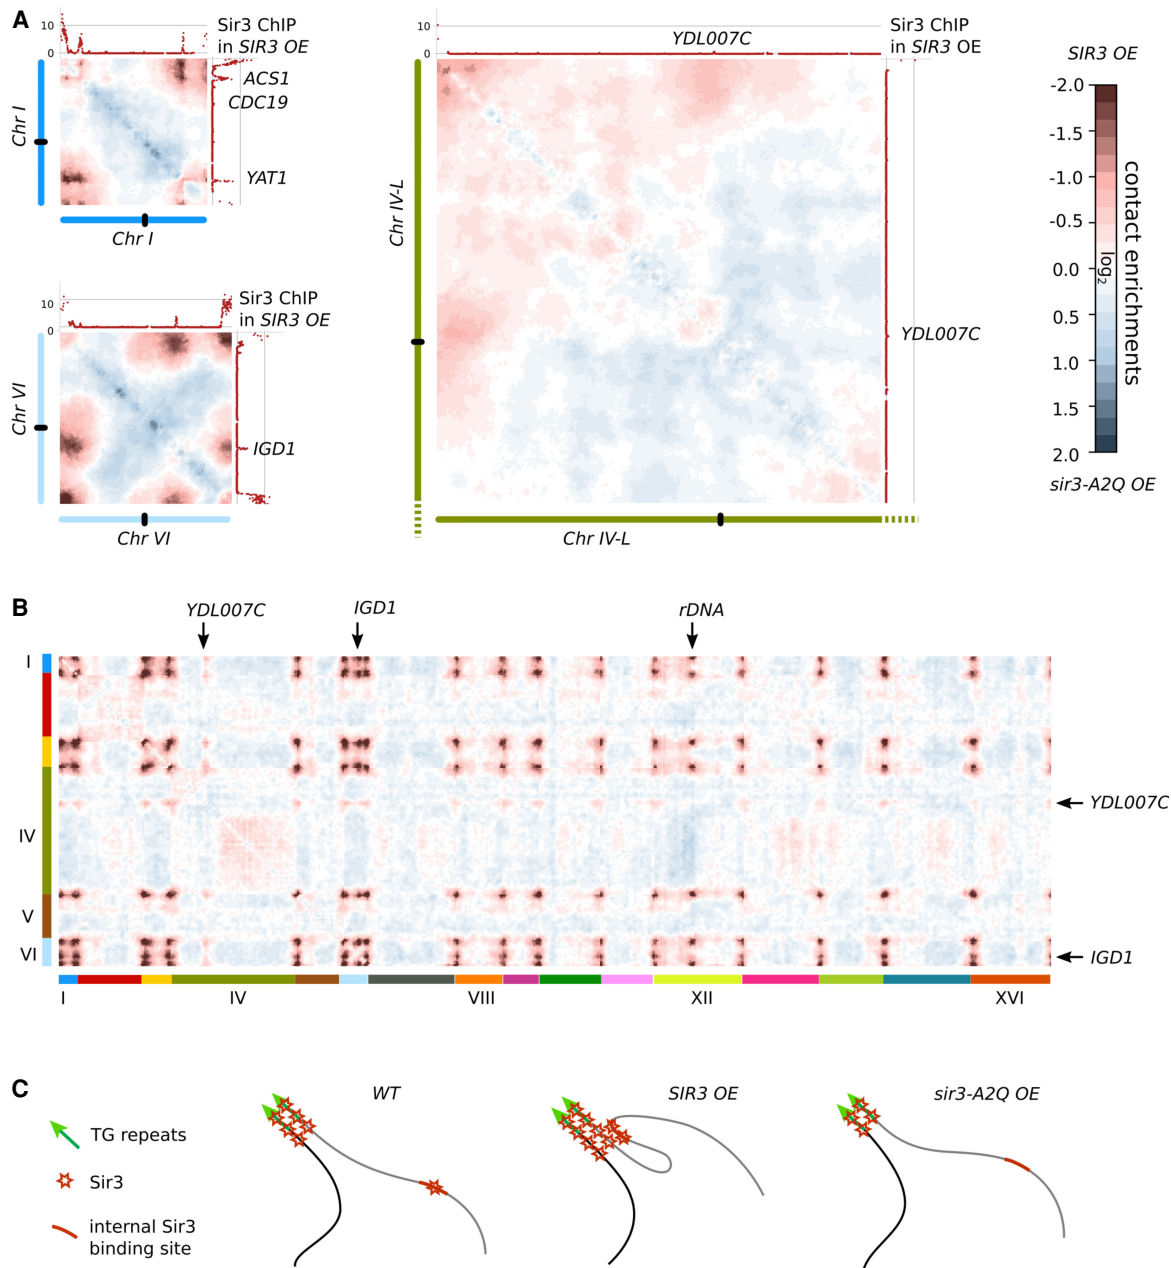 A
10
0
Sir3 ChIP
in SIR3 OE
ACS1
CDC19
YAT1
Chr I
Chr I
10
0
Sir3 ChIP
in SIR3 OE
IGD1
Chr VI
Chr VI
10
0
YDL007C
Sir3 ChIP
in SIR3 OE
YDL007C
Chr IV-L
Chr IV-L
SIR3 OE
-2.0
-1.5
-1.0
-0.5
0.0
0.5
1.0
1.5
2.0
log2
contact enrichments
sir3-A2Q OE
B
YDL007C
IGD1
rDNA
I
IV
V
VI
YDL007C
IGD1
I
IV
VIII
XII
XVI
C
TG repeats
Sir3
internal Sir3
binding site
WT
SIR3 OE
sir3-A2Q OE